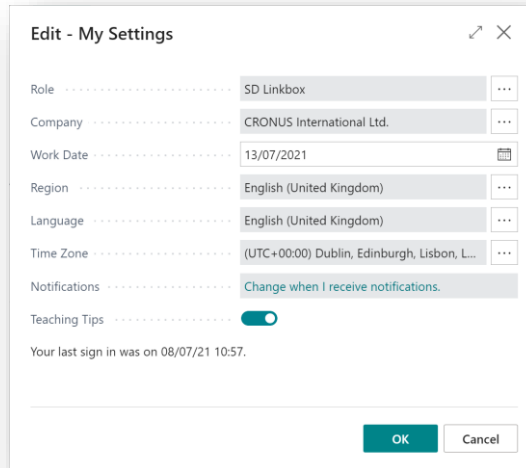 Edit - My Settings
Role SD Linkbox
Company CRONUS International Ltd.
Work Date 13/07/2021
Region English (United Kingdom)
Language English (United Kingdom)
Time Zone (UTC+00:00) Dublin, Edinburgh, Lisbon, L...
Notifications Change when I receive notifications.
Teaching Tips
Your last sign in was on 08/07/21 10:57.
OK Cancel